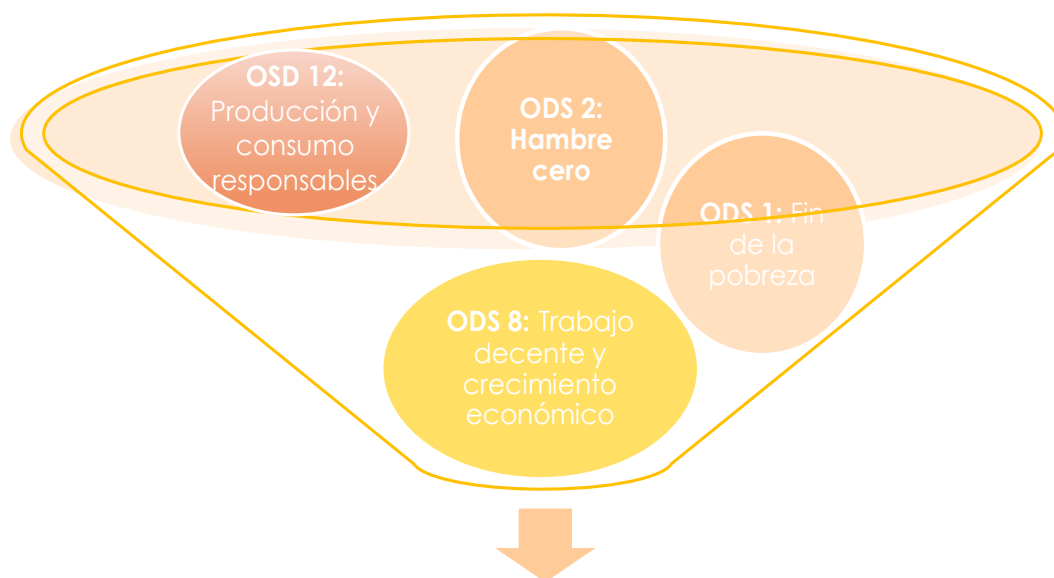 OSD 12:
Producción y
consumo
responsables
ODS 2:
Hambre
cero
ODS 1: Fin
de la
pobreza
ODS 8: Trabajo
decente y
crecimiento
económico